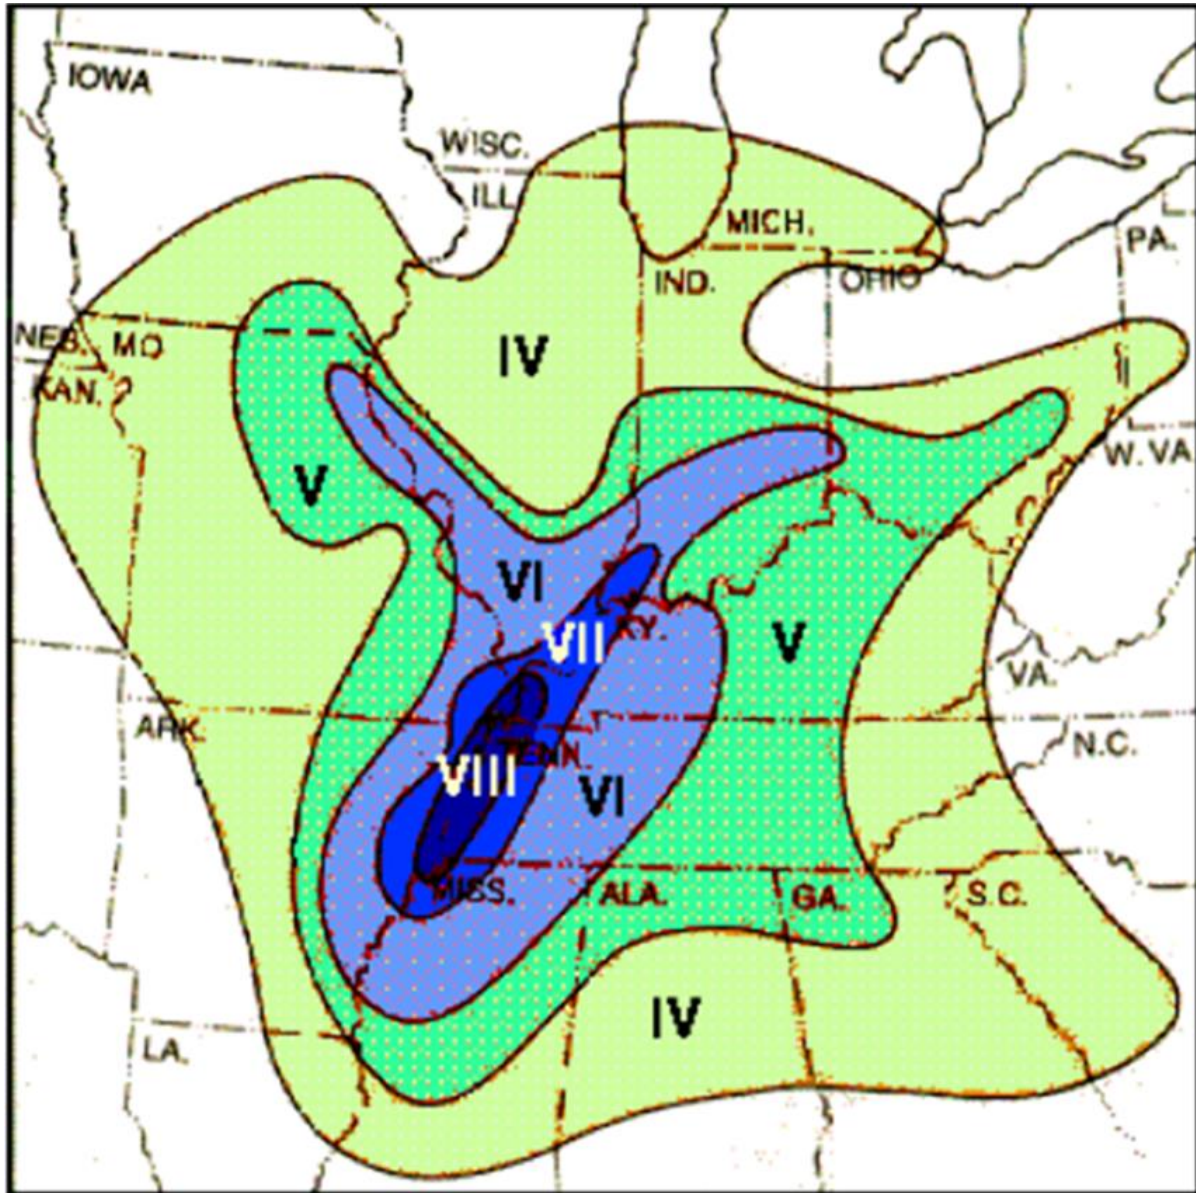 IOWA
WISC.
ILL
MICH.
PA.
IND.
OHIO
NEB.
MO
IV
KAN.
W. VA
V
VI
VII
KY.
V
VA.
ARK.
N.C.
TENN.
VIII
VI
MISS.
ALA.
GA.
S.C.
IV
LA.